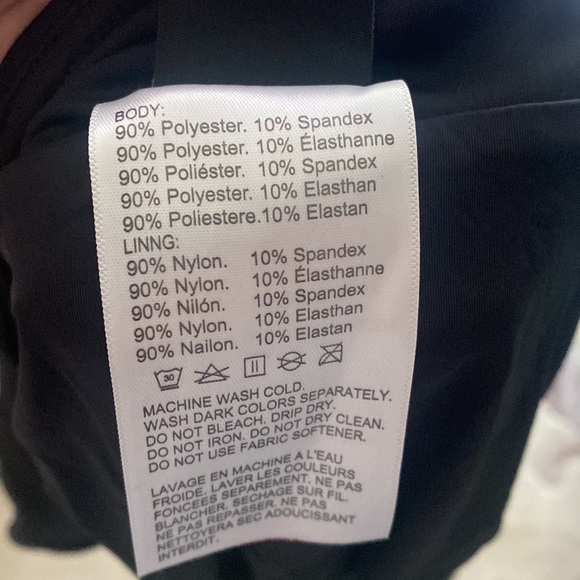 BODY:
90% Polyester. 10% Spandex
90% Polyester. 10% Élasthanne
90% Poliéster. 10% Spandex
90% Polyester. 10% Elasthan
90% Poliestere.10% Elastan
LINNG:
90% Nylon. 10% Spandex
90% Nylon. 10% Élasthanne
90% Nilón. 10% Spandex
90% Nylon. 10% Elasthan
90% Nailon. 10% Elastan
30
MACHINE WASH COLD.
WASH DARK COLORS SEPARATELY.
DO NOT BLEACH. DRIP DRY.
DO NOT IRON. DO NOT DRY CLEAN.
DO NOT USE FABRIC SOFTENER.
LAVAGE EN MACHINE A L'EAU
FROIDE. LAVER LES COULEURS
FONCEES SEPAREMENT. NE PAS
BLANCHER. SECHAGE SUR FIL.
NE PAS REPASSER. NE PAS
NETTOYERA SEC ADOUCISSANT
INTERDIT.